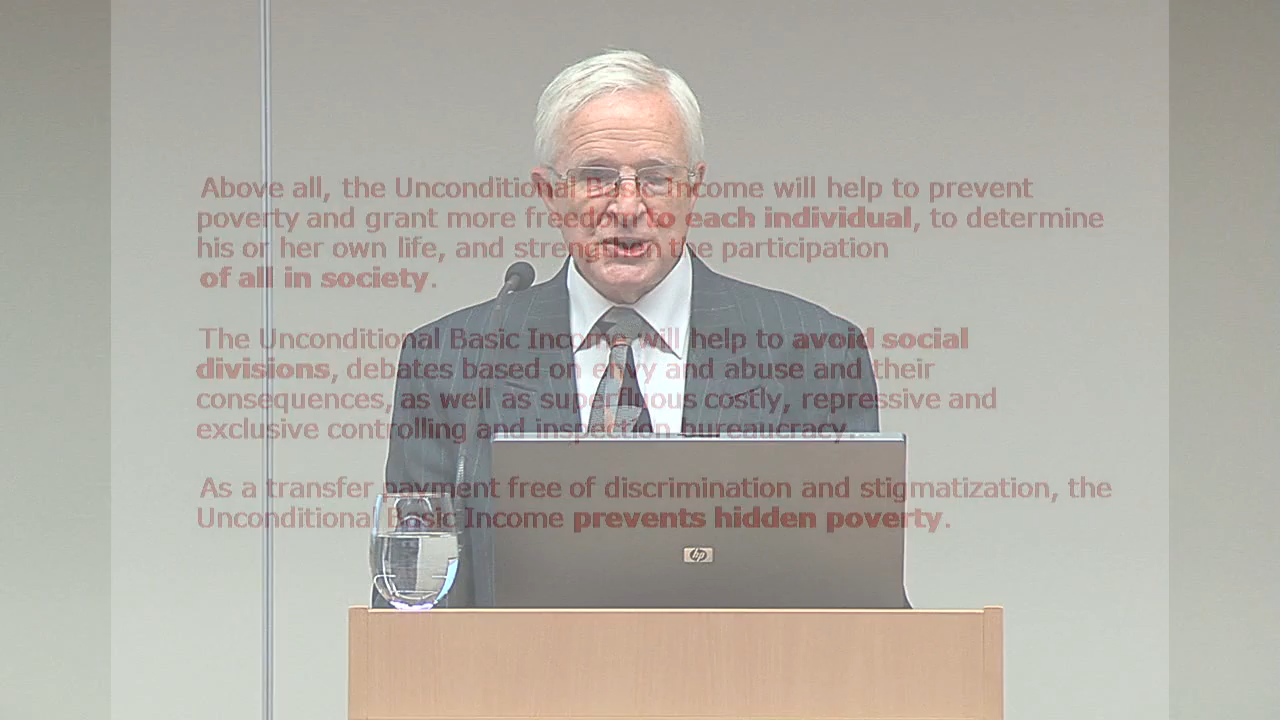 Above all, the Unconditional Basic Income will help to prevent
poverty and grant more freedom to each individual, to determine
his or her own life, and strengthen the participation
of all in society.
The Unconditional Basic Income will help to avoid social
divisions, debates based on envy and abuse and their
consequences, as well as superfluous costly, repressive and
exclusive controlling and inspection bureaucracy.
As a transfer payment free of discrimination and stigmatization, the
Unconditional Basic Income prevents hidden poverty.
hp